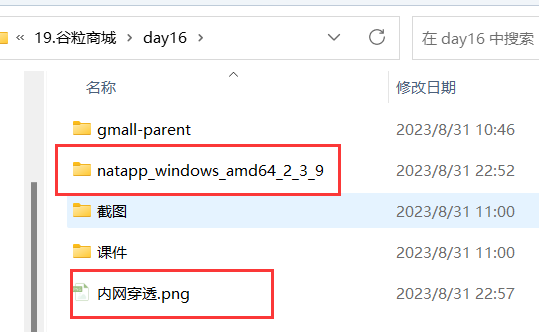 « 19.谷粒商城 › day16 › 在 day16 中搜索
名称 修改日期
gmall-parent 2023/8/31 10:46
natapp_windows_amd64_2_3_9 2023/8/31 22:52
截图 2023/8/31 11:00
课件 2023/8/31 11:00
内网穿透.png 2023/8/31 22:57